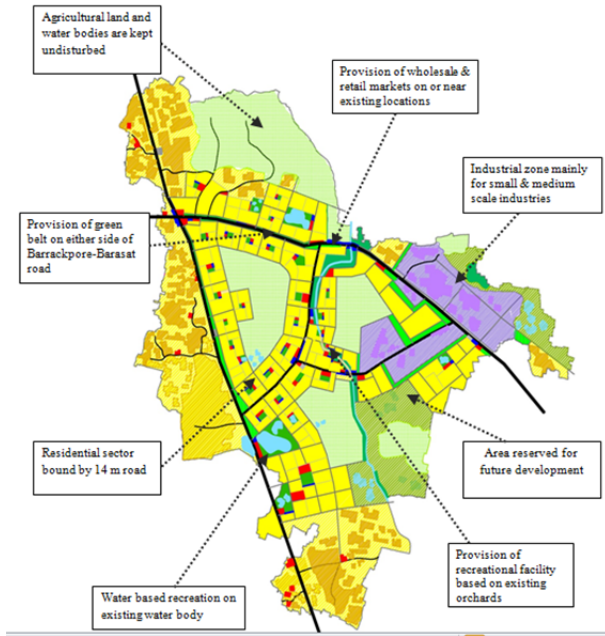 Agricultural land and
water bodies are kept
undisturbed
Provision of wholesale &
retail markets on or near
existing locations
Industrial zone mainly
for small & medium
scale industries
Provision of green
belt on either side of
Barrackpore-Barasat
road
Residential sector
bound by 14 m road
Area reserved for
future development
Provision of
recreational facility
based on existing
orchards
Water based recreation on
existing water body